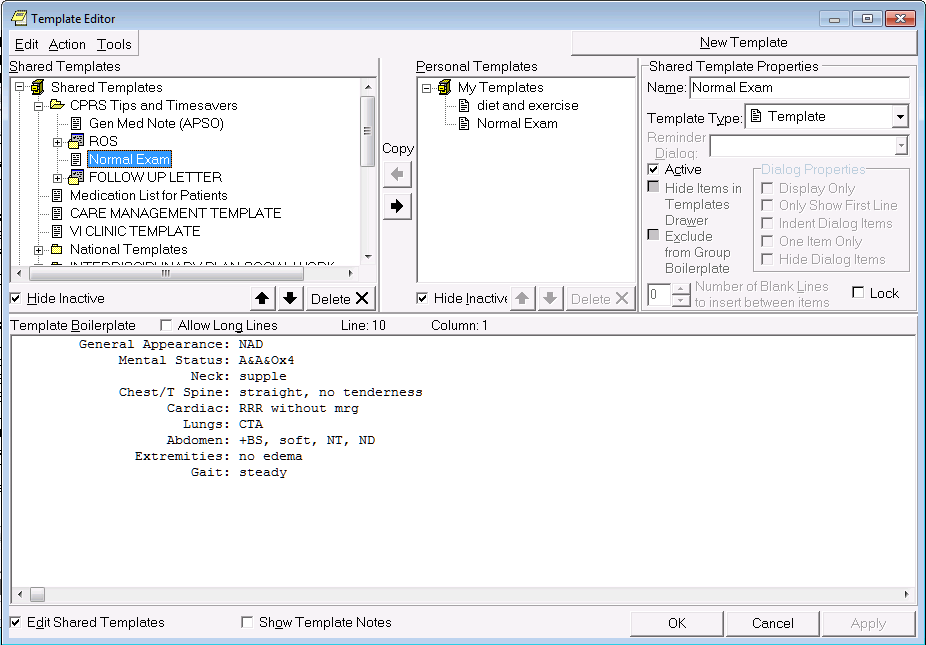 Template Editor
Edit Action Tools
New Template
Shared Templates
Shared Templates
CPRS Tips and Timesavers
Gen Med Note (APSO)
ROS
Normal Exam
FOLLOW UP LETTER
Medication List for Patients
CARE MANAGEMENT TEMPLATE
VI CLINIC TEMPLATE
National Templates
INTERDISCIPLINARY PLAN SOCIAL WORK
Hide Inactive
Delete
Copy
Personal Templates
My Templates
diet and exercise
Normal Exam
Hide Inactive
Delete
Shared Template Properties
Name: Normal Exam
Template Type: Template
Reminder
Dialog:
Active
Hide Items in
Templates
Drawer
Exclude
from Group
Boilerplate
Dialog Properties
Display Only
Only Show First Line
Indent Dialog Items
One Item Only
Hide Dialog Items
0 Number of Blank Lines
to insert between items
Lock
Template Boilerplate Allow Long Lines Line: 10 Column: 1
General Appearance: NAD
Mental Status: A&A&Ox4
Neck: supple
Chest/T Spine: straight, no tenderness
Cardiac: RRR without mrg
Lungs: CTA
Abdomen: +BS, soft, NT, ND
Extremities: no edema
Gait: steady
Edit Shared Templates Show Template Notes OK Cancel Apply